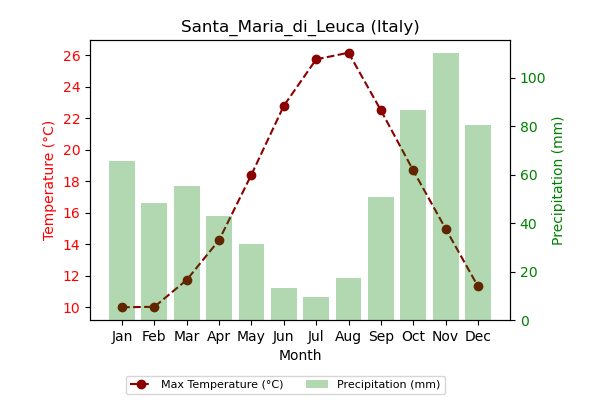 Santa_Maria_di_Leuca (Italy)
26
24
22
20
18
16
14
12
10
Temperature (°C)
100
80
60
40
20
0
Precipitation (mm)
Jan Feb Mar Apr May Jun Jul Aug Sep Oct Nov Dec
Month
Max Temperature (°C) Precipitation (mm)